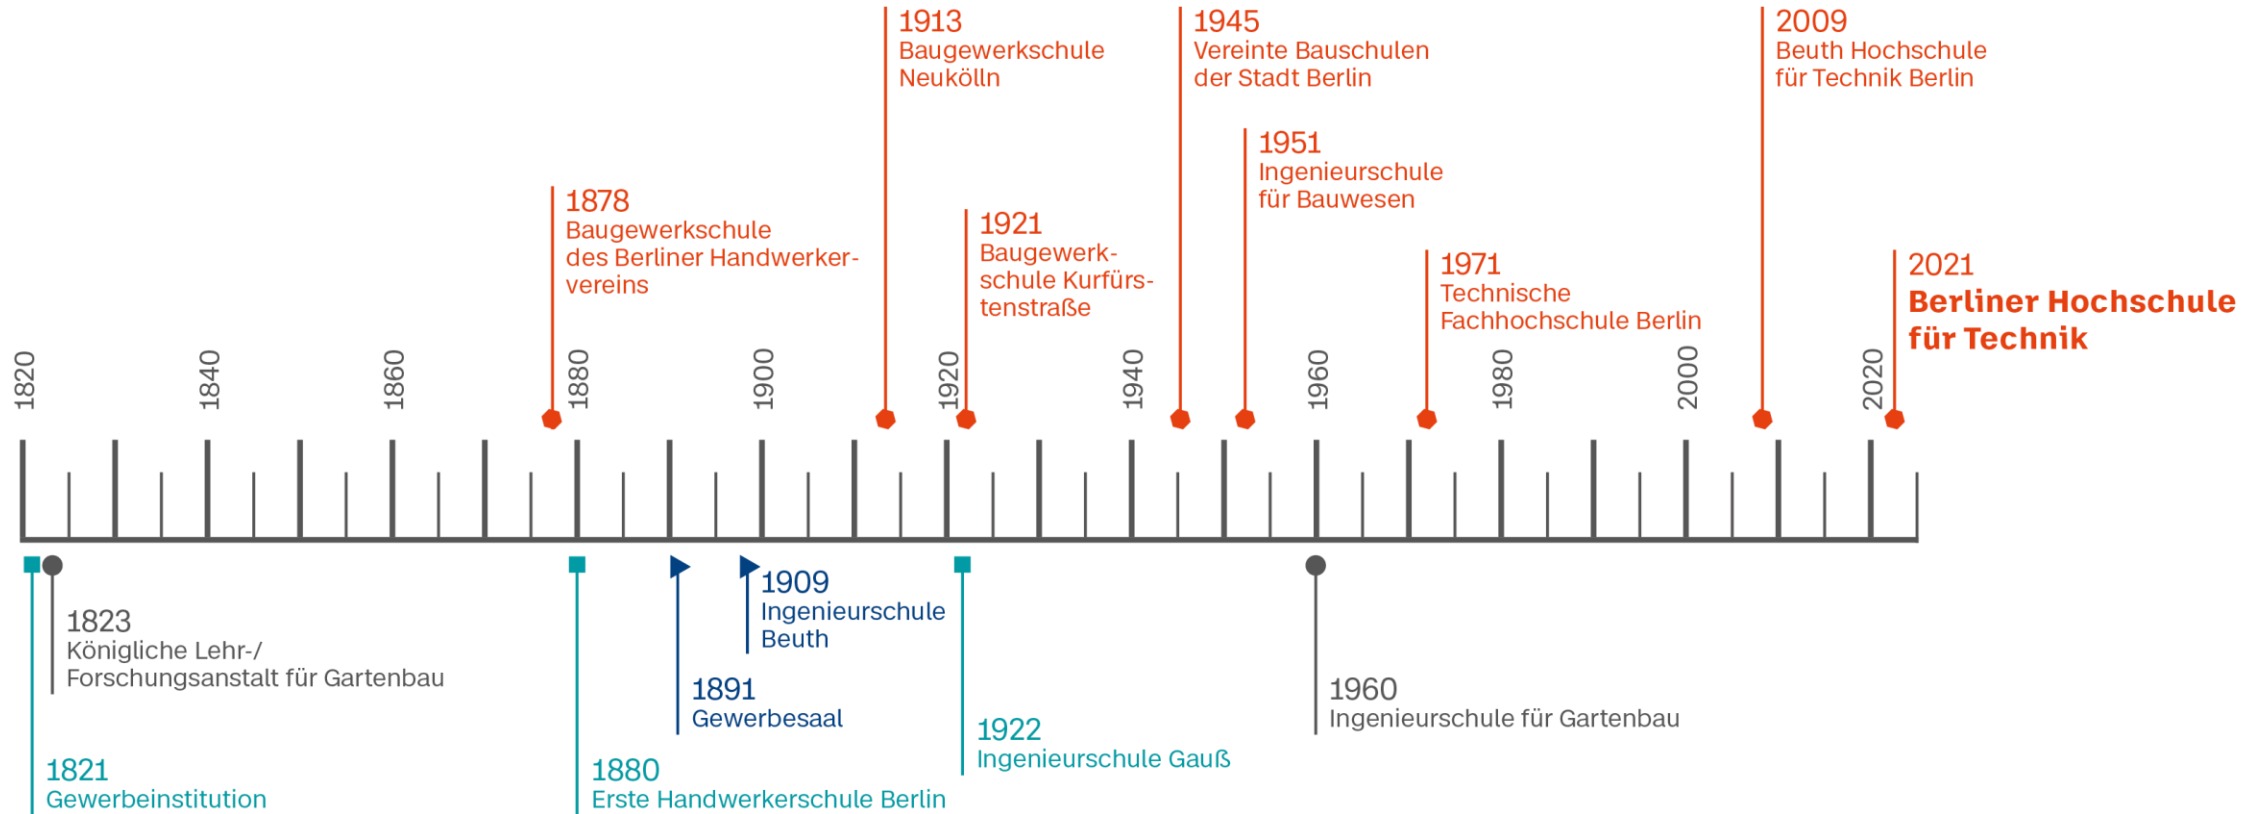 1913
Baugewerkschule
Neukölln
1945
Vereinte Bauschulen
der Stadt Berlin
2009
Beuth Hochschule
für Technik Berlin
1951
Ingenieurschule
für Bauwesen
1878
Baugewerkschule
des Berliner Handwerker-
vereins
1921
Baugewerk-
schule Kurfürs-
tenstraße
1971
Technische
Fachhochschule Berlin
2021
Berliner Hochschule
für Technik
1820
1840
1860
1880
1900
1920
1940
1960
1980
2000
2020
1823
Königliche Lehr-/
Forschungsanstalt für Gartenbau
1821
Gewerbeinstitution
1880
Erste Handwerkerschule Berlin
1891
Gewerbesaal
1909
Ingenieurschule
Beuth
1922
Ingenieurschule Gauß
1960
Ingenieurschule für Gartenbau